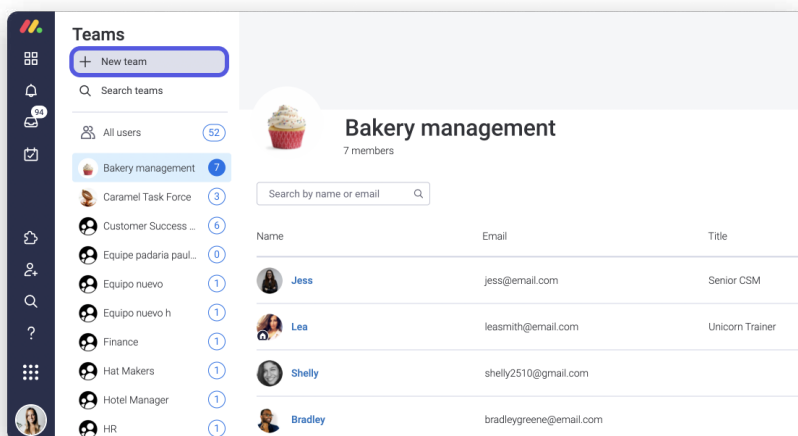 Teams
New team
Search teams
94
All users 52
Bakery management 7
Caramel Task Force 3
Customer Success ... 6
Equipe padaria paul... 0
Equipo nuevo 1
Equipo nuevo h 1
Finance 1
Hat Makers 1
Hotel Manager 1
HR 1
Bakery management
7 members
Search by name or email
Name Email Title
Jess jess@email.com Senior CSM
Lea leasmith@email.com Unicorn Trainer
Shelly shelly2510@gmail.com
Bradley bradleygreene@email.com